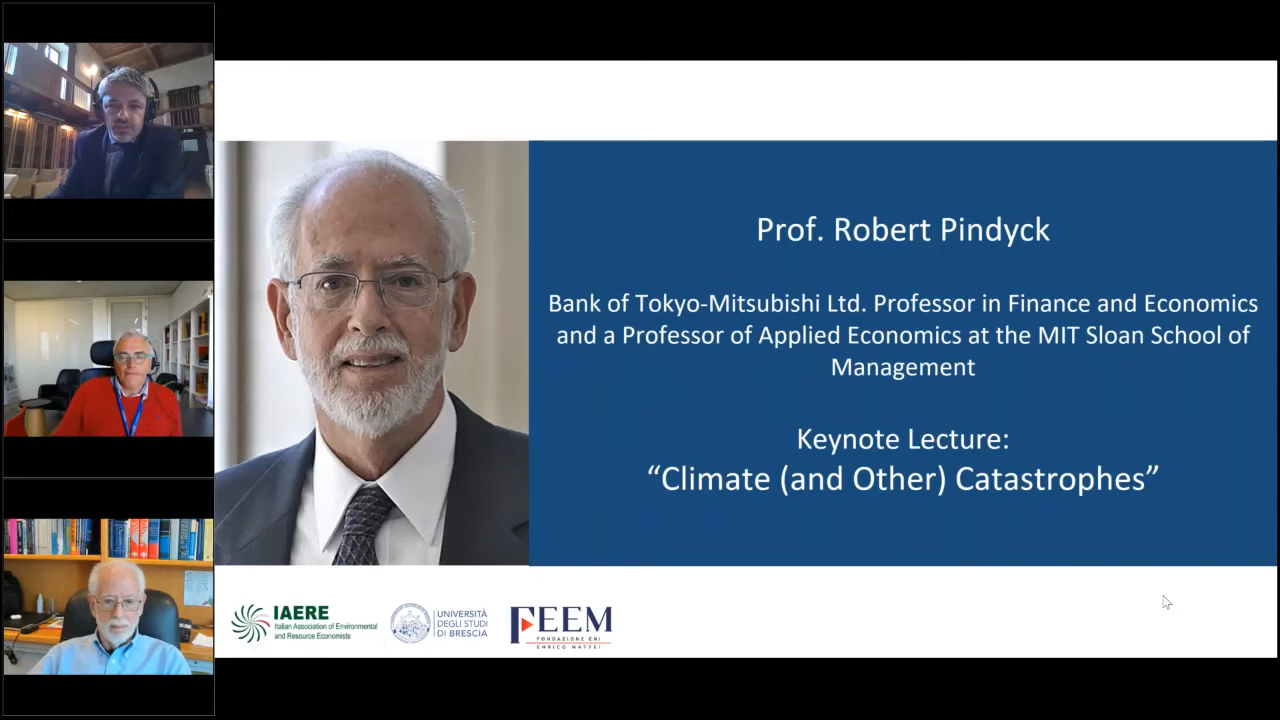 Prof. Robert Pindyck
Bank of Tokyo-Mitsubishi Ltd. Professor in Finance and Economics
and a Professor of Applied Economics at the MIT Sloan School of
Management
Keynote Lecture:
“Climate (and Other) Catastrophes”
IAERE
Italian Association of Environmental
and Resource Economists
UNIVERSITÀ
DEGLI STUDI
DI BRESCIA
FEEM
FONDAZIONE ENI
ENRICO MATTEI